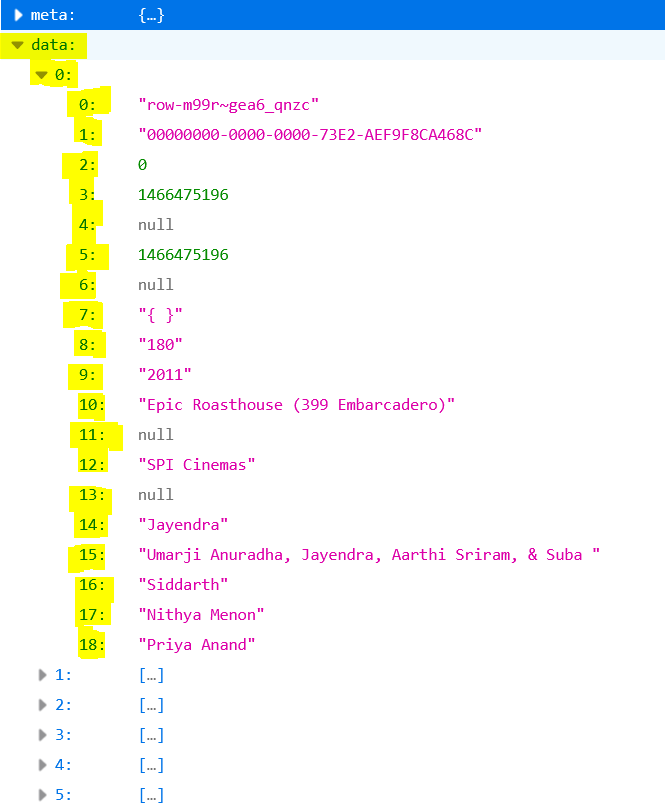 meta: {…}
data:
0:
0: "row-m99r~gea6_qnzc"
1: "00000000-0000-0000-73E2-AEF9F8CA468C"
2: 0
3: 1466475196
4: null
5: 1466475196
6: null
7: "{ }"
8: "180"
9: "2011"
10: "Epic Roasthouse (399 Embarcadero)"
11: null
12: "SPI Cinemas"
13: null
14: "Jayendra"
15: "Umarji Anuradha, Jayendra, Aarthi Sriram, & Suba "
16: "Siddarth"
17: "Nithya Menon"
18: "Priya Anand"
1: […]
2: […]
3: […]
4: […]
5: […]